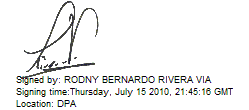 Signed by: RODNY BERNARDO RIVERA VIA
Signing time:Thursday, July 15 2010, 21:45:16 GMT
Location: DPA